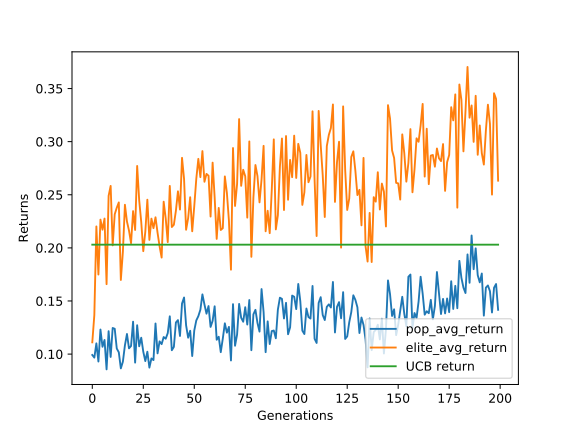 0.35
0.30
0.25
0.20
0.15
0.10
Returns
pop_avg_return
elite_avg_return
UCB return
0 25 50 75 100 125 150 175 200
Generations